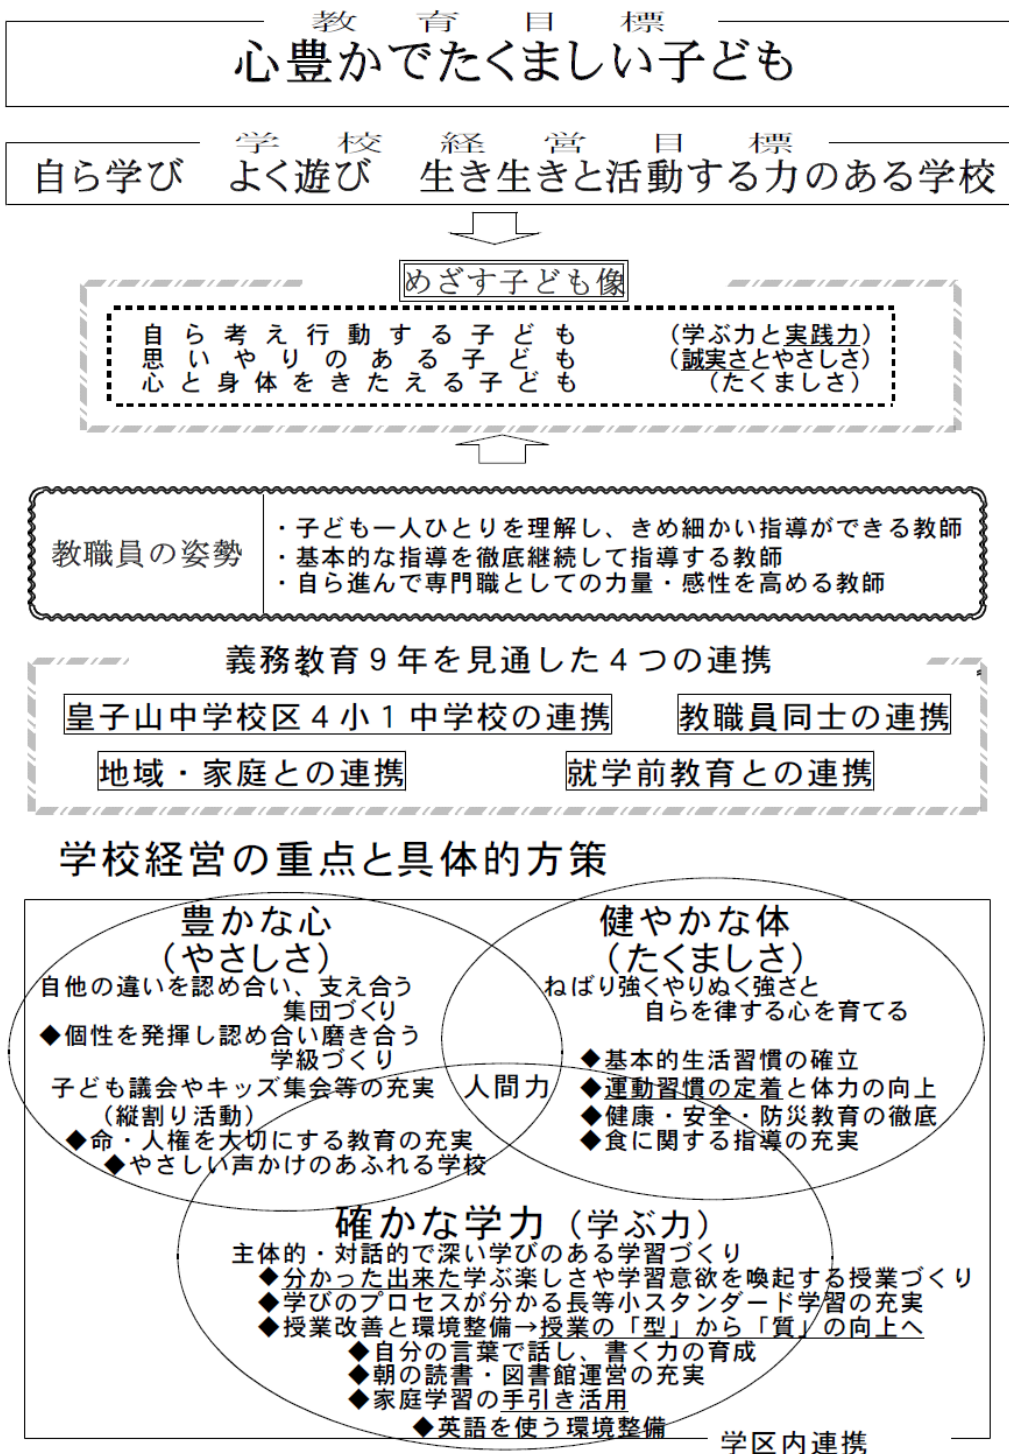 教育目標
心豊かでたくましい子ども
学校経営目標
自ら学び　よく遊び　生き生きと活動する力のある学校
めざす子ども像
自ら考え行動する子ども　（学ぶ力と実践力）
思いやりのある子ども　（誠実さとやさしさ）
心と身体をきたえる子ども　（たくましさ）
教職員の姿勢
・子ども一人ひとりを理解し、きめ細かい指導ができる教師
・基本的な指導を徹底継続して指導する教師
・自ら進んで専門職としての力量・感性を高める教師
義務教育９年を見通した４つの連携
皇子山中学校区４小１中学校の連携　教職員同士の連携
地域・家庭との連携　就学前教育との連携
学校経営の重点と具体的方策
豊かな心
（やさしさ）
自他の違いを認め合い、支え合う
集団づくり
◆個性を発揮し認め合い磨き合う
学級づくり
子ども議会やキッズ集会等の充実
（縦割り活動）
◆命・人権を大切にする教育の充実
◆やさしい声かけのあふれる学校
健やかな体
（たくましさ）
ねばり強くやりぬく強さと
自らを律する心を育てる
◆基本的生活習慣の確立
◆運動習慣の定着と体力の向上
◆健康・安全・防災教育の徹底
◆食に関する指導の充実
人間力
確かな学力（学ぶ力）
主体的・対話的で深い学びのある学習づくり
◆分かった出来た学ぶ楽しさや学習意欲を喚起する授業づくり
◆学びのプロセスが分かる長等小スタンダード学習の充実
◆授業改善と環境整備→授業の「型」から「質」の向上へ
◆自分の言葉で話し、書く力の育成
◆朝の読書・図書館運営の充実
◆家庭学習の手引き活用
◆英語を使う環境整備
学区内連携